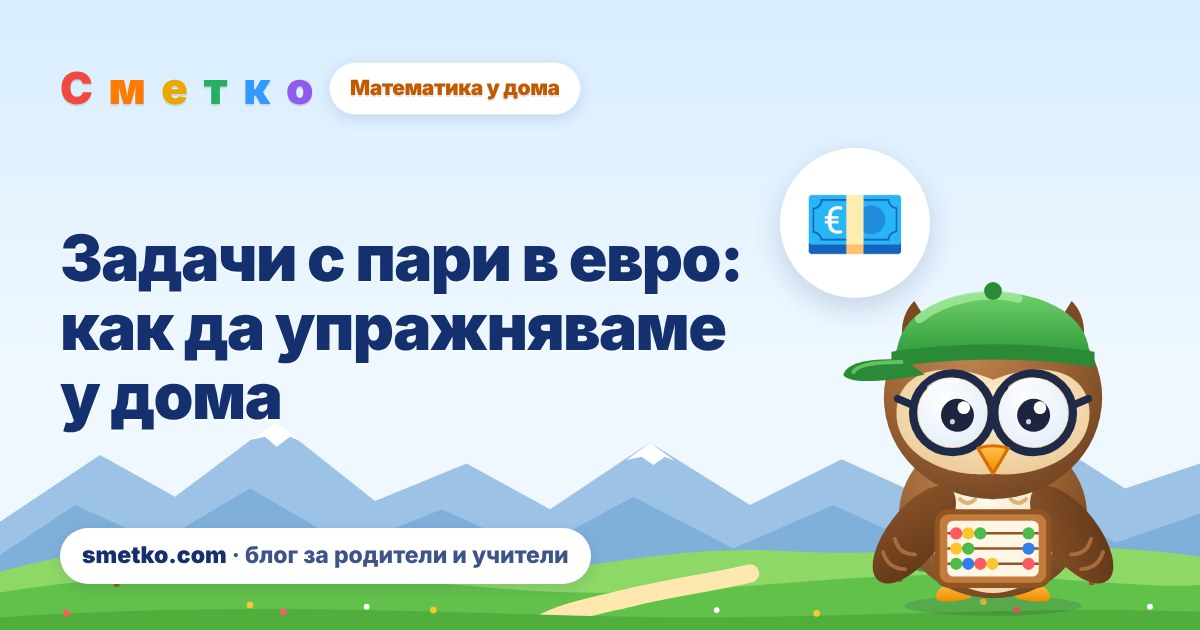 Сметко
Математика у дома
€
Задачи с пари в евро:
как да упражняваме
у дома
smetko.com · блог за родители и учители